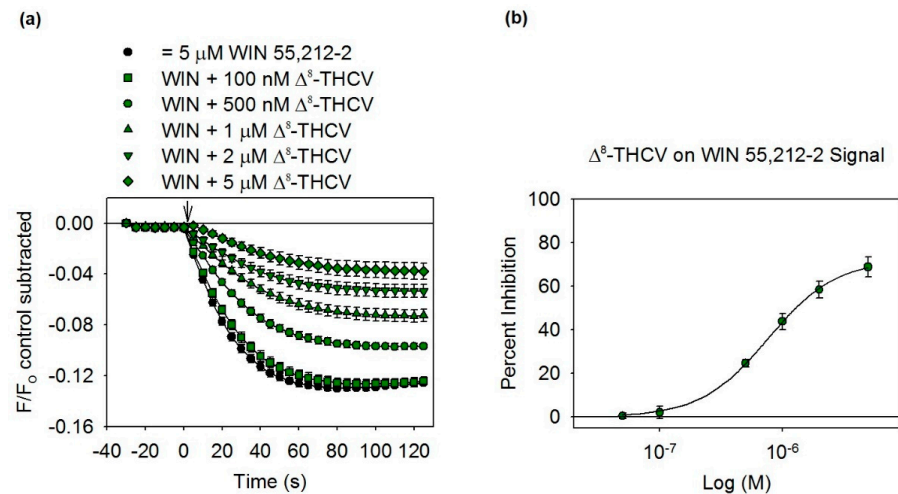 (a)
= 5 μM WIN 55,212-2
WIN + 100 nM Δ⁸-THCV
WIN + 500 nM Δ⁸-THCV
WIN + 1 μM Δ⁸-THCV
WIN + 2 μM Δ⁸-THCV
WIN + 5 μM Δ⁸-THCV
F/F₀ control subtracted
0.00
-0.04
-0.08
-0.12
-0.16
-40 -20 0 20 40 60 80 100 120
Time (s)
(b)
Δ⁸-THCV on WIN 55,212-2 Signal
Percent Inhibition
100
80
60
40
20
0
10⁻⁷ 10⁻⁶
Log (M)